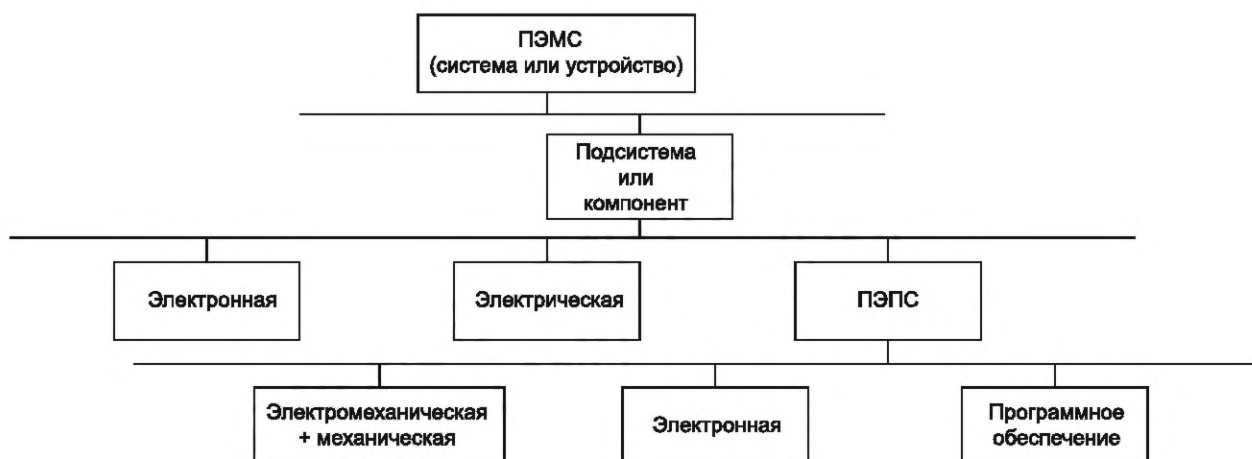 ПЭМС
(система или устройство)
Подсистема
или
компонент
Электронная
Электрическая
ПЭПС
Электромеханическая
+ механическая
Электронная
Программное
обеспечение